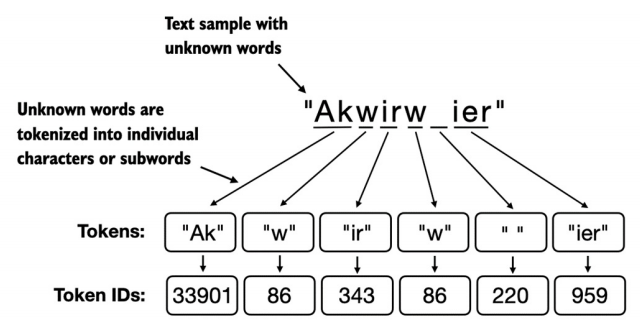 Text sample with
unknown words
"Akwirw ier"
Unknown words are
tokenized into individual
characters or subwords
Tokens: "Ak" "w" "ir" "w" " " "ier"
Token IDs: 33901 86 343 86 220 959